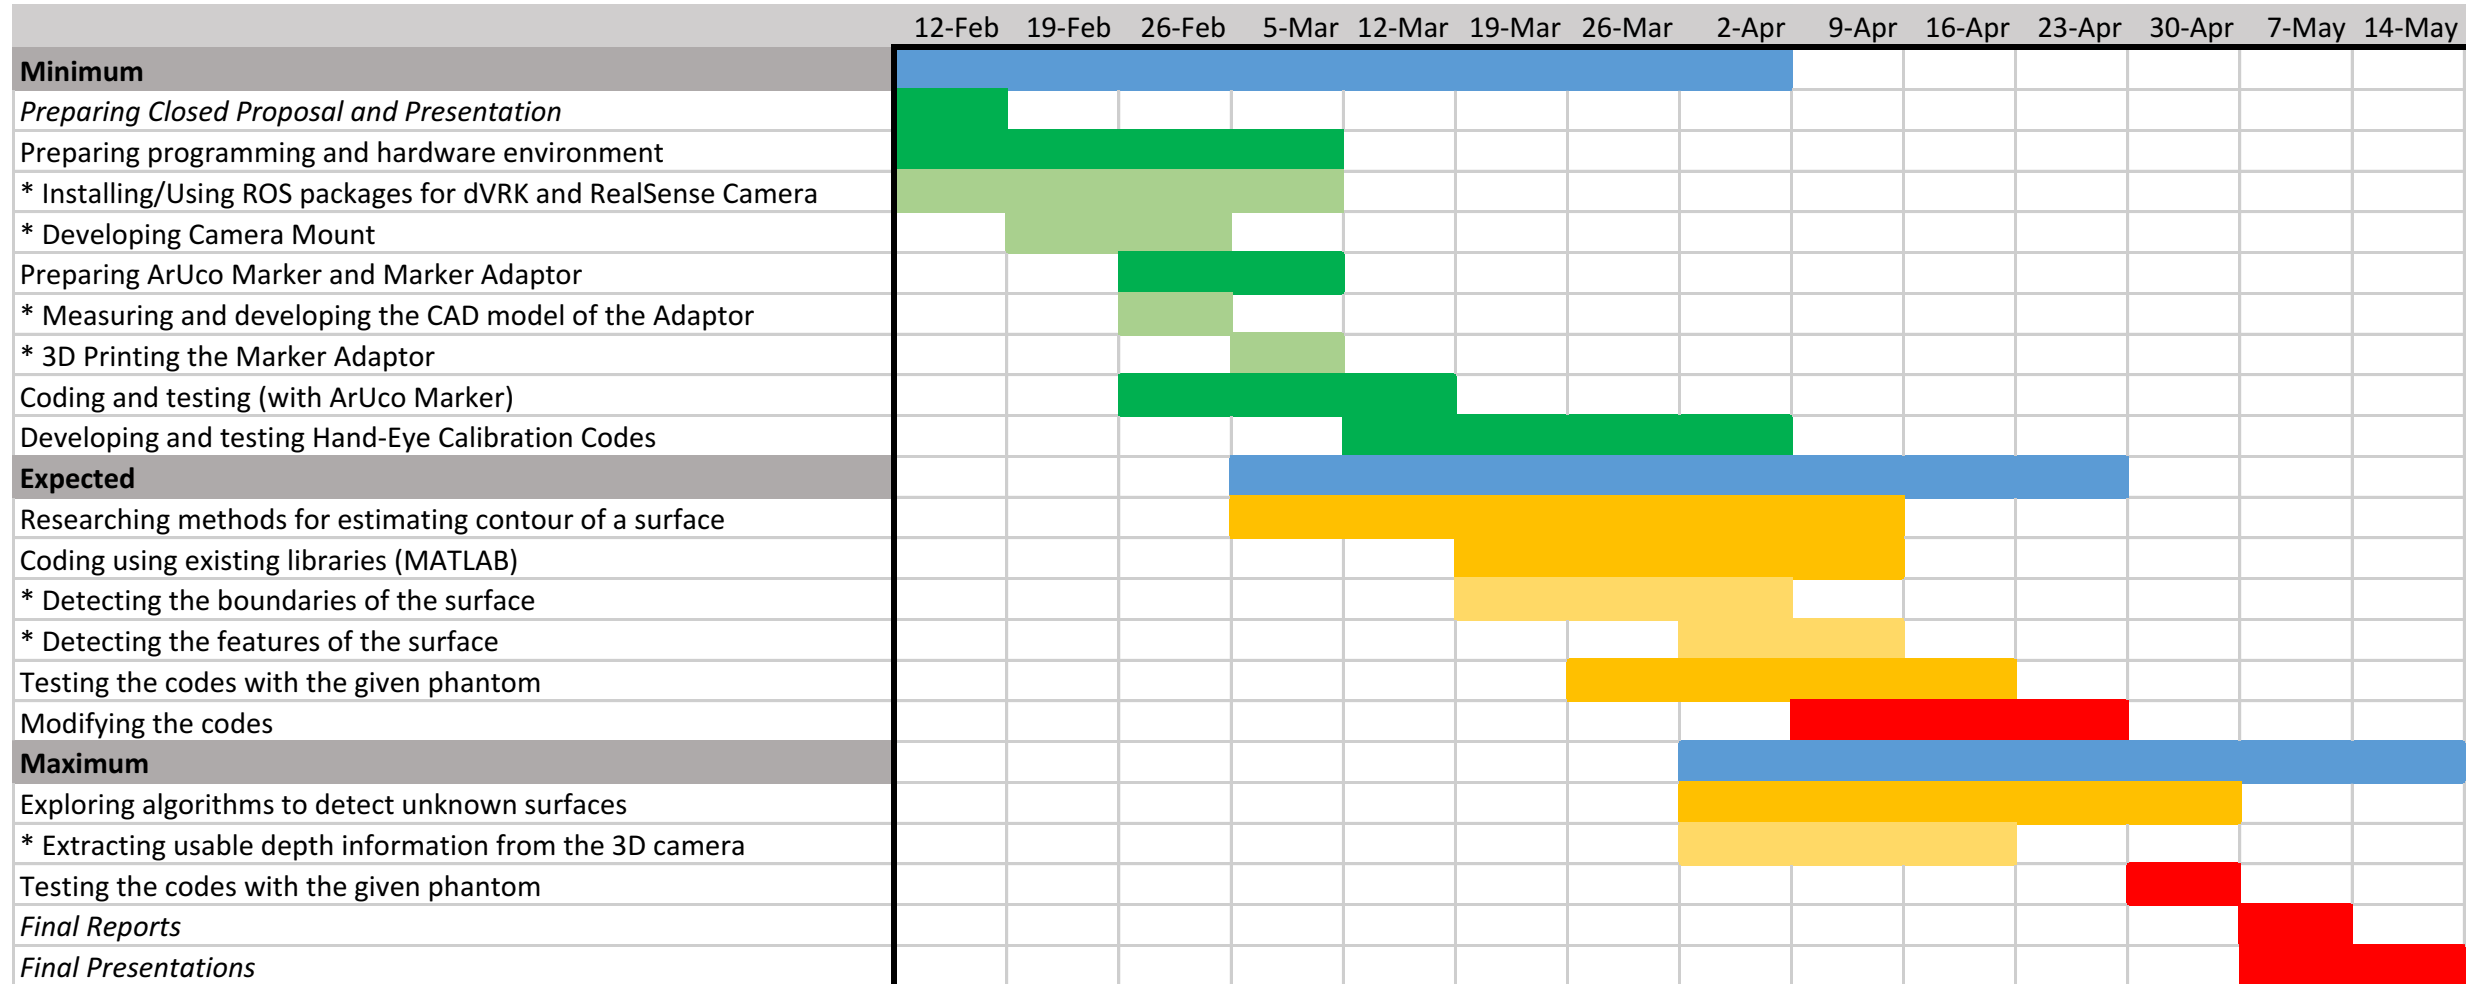 12-Feb 19-Feb 26-Feb 5-Mar 12-Mar 19-Mar 26-Mar 2-Apr 9-Apr 16-Apr 23-Apr 30-Apr 7-May 14-May
Minimum
Preparing Closed Proposal and Presentation
Preparing programming and hardware environment
* Installing/Using ROS packages for dVRK and RealSense Camera
* Developing Camera Mount
Preparing ArUco Marker and Marker Adaptor
* Measuring and developing the CAD model of the Adaptor
* 3D Printing the Marker Adaptor
Coding and testing (with ArUco Marker)
Developing and testing Hand-Eye Calibration Codes
Expected
Researching methods for estimating contour of a surface
Coding using existing libraries (MATLAB)
* Detecting the boundaries of the surface
* Detecting the features of the surface
Testing the codes with the given phantom
Modifying the codes
Maximum
Exploring algorithms to detect unknown surfaces
* Extracting usable depth information from the 3D camera
Testing the codes with the given phantom
Final Reports
Final Presentations